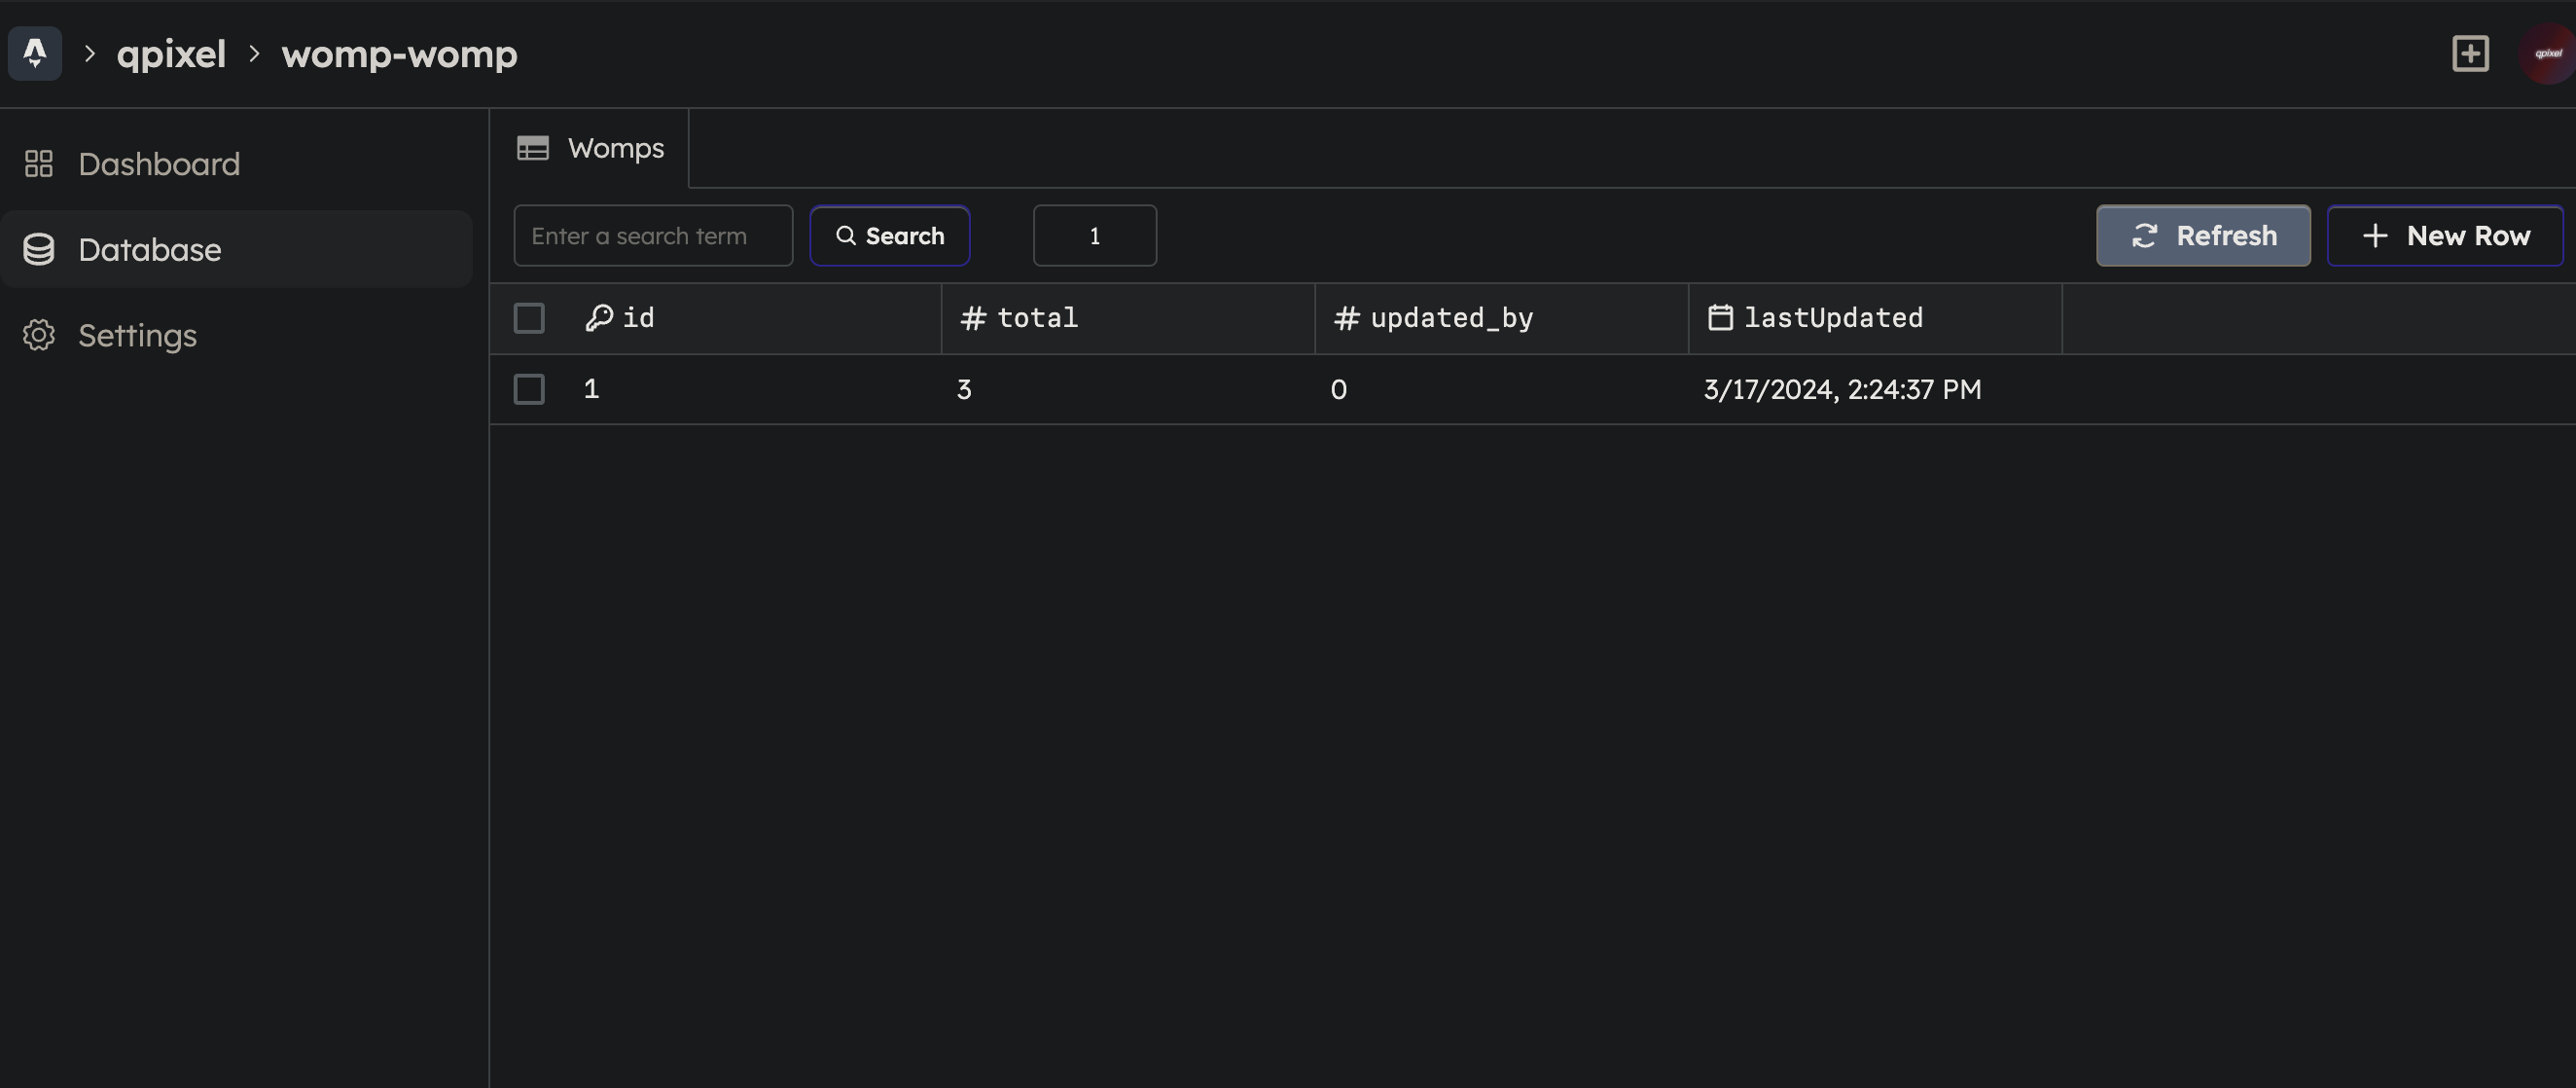 qpixel > womp-womp
qpixel
Dashboard
Database
Settings
Womps
Enter a search term
Search
1
Refresh
New Row
id
# total
# updated_by
lastUpdated
1
3
0
3/17/2024, 2:24:37 PM